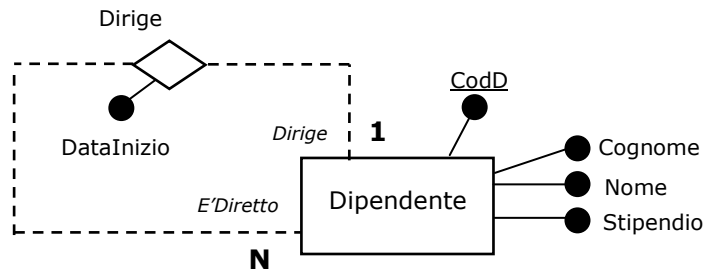 Dirige
CodD
DataInizio
Dirige
1
Cognome
Nome
Stipendio
Dipendente
E'Diretto
N